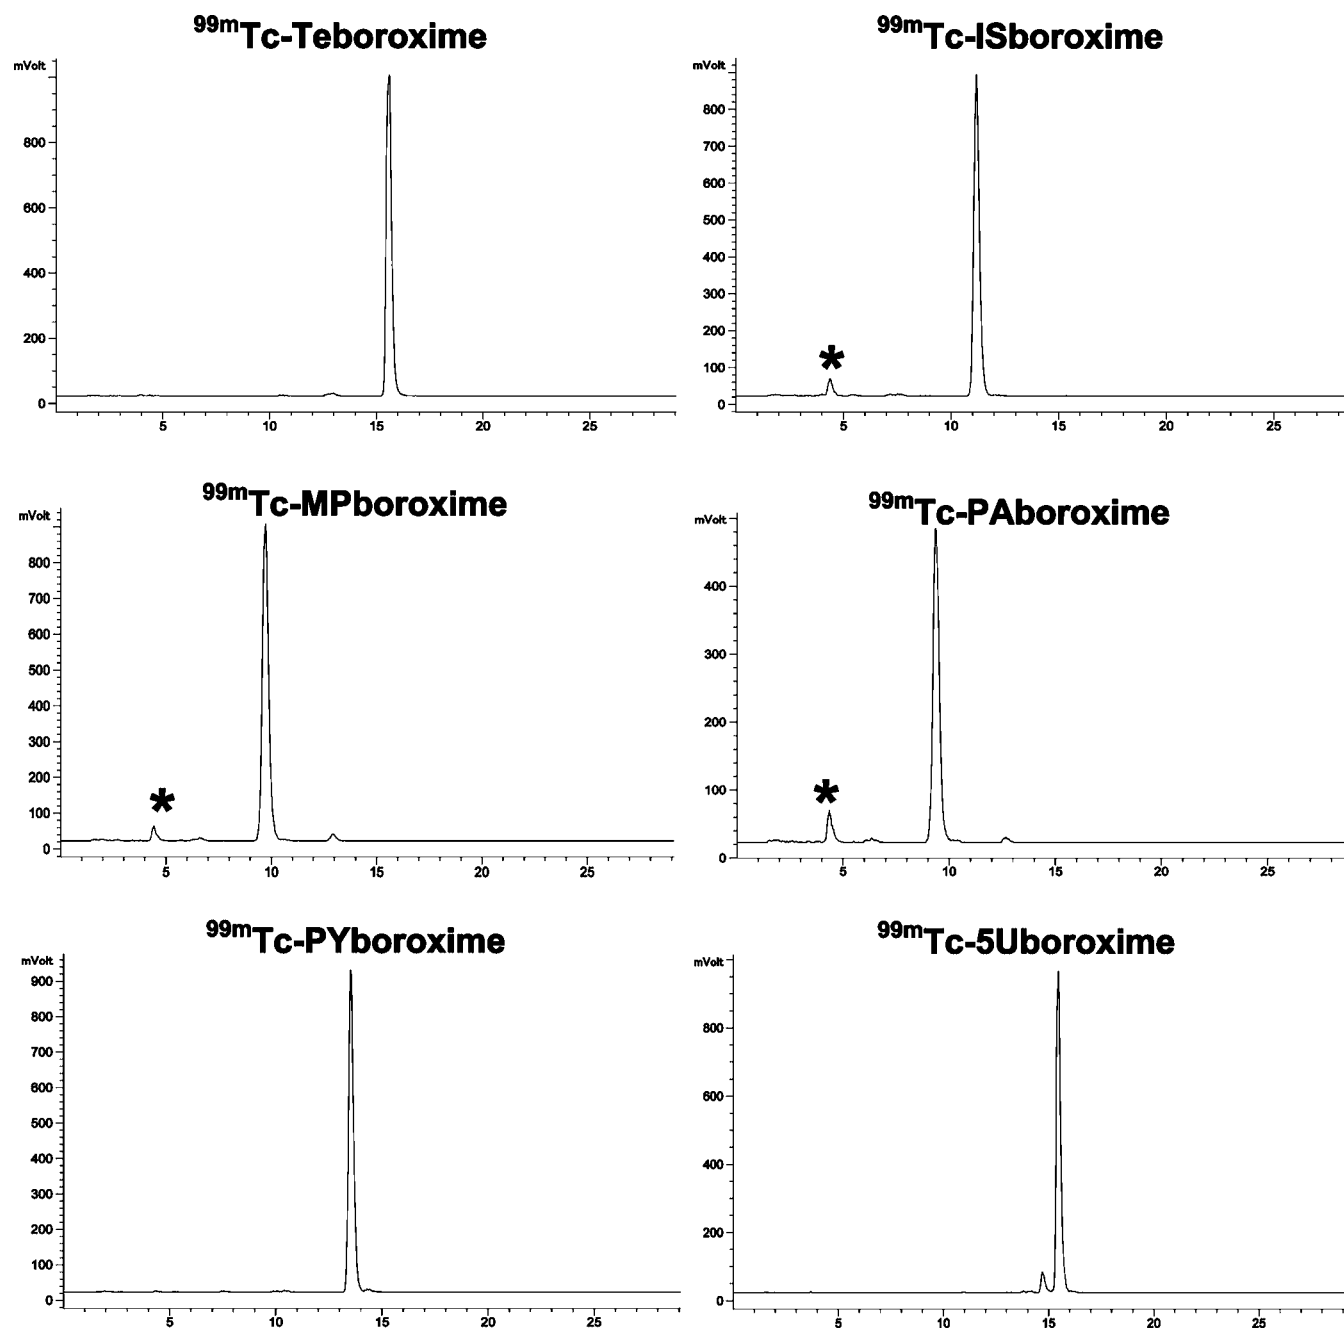 99mTc-Teboroxime
mVolt
800
600
400
200
0
5 10 15 20 25
99mTc-ISboroxime
mVolt
800
700
600
500
400
300
200
100
0
*
5 10 15 20 25
99mTc-MPboroxime
mVolt
800
700
600
500
400
300
200
100
0
*
5 10 15 20 25
99mTc-PAboroxime
mVolt
400
300
200
100
0
*
5 10 15 20 25
99mTc-PYboroxime
mVolt
900
800
700
600
500
400
300
200
100
0
5 10 15 20 25
99mTc-5Uboroxime
mVolt
800
600
400
200
0
5 10 15 20 25